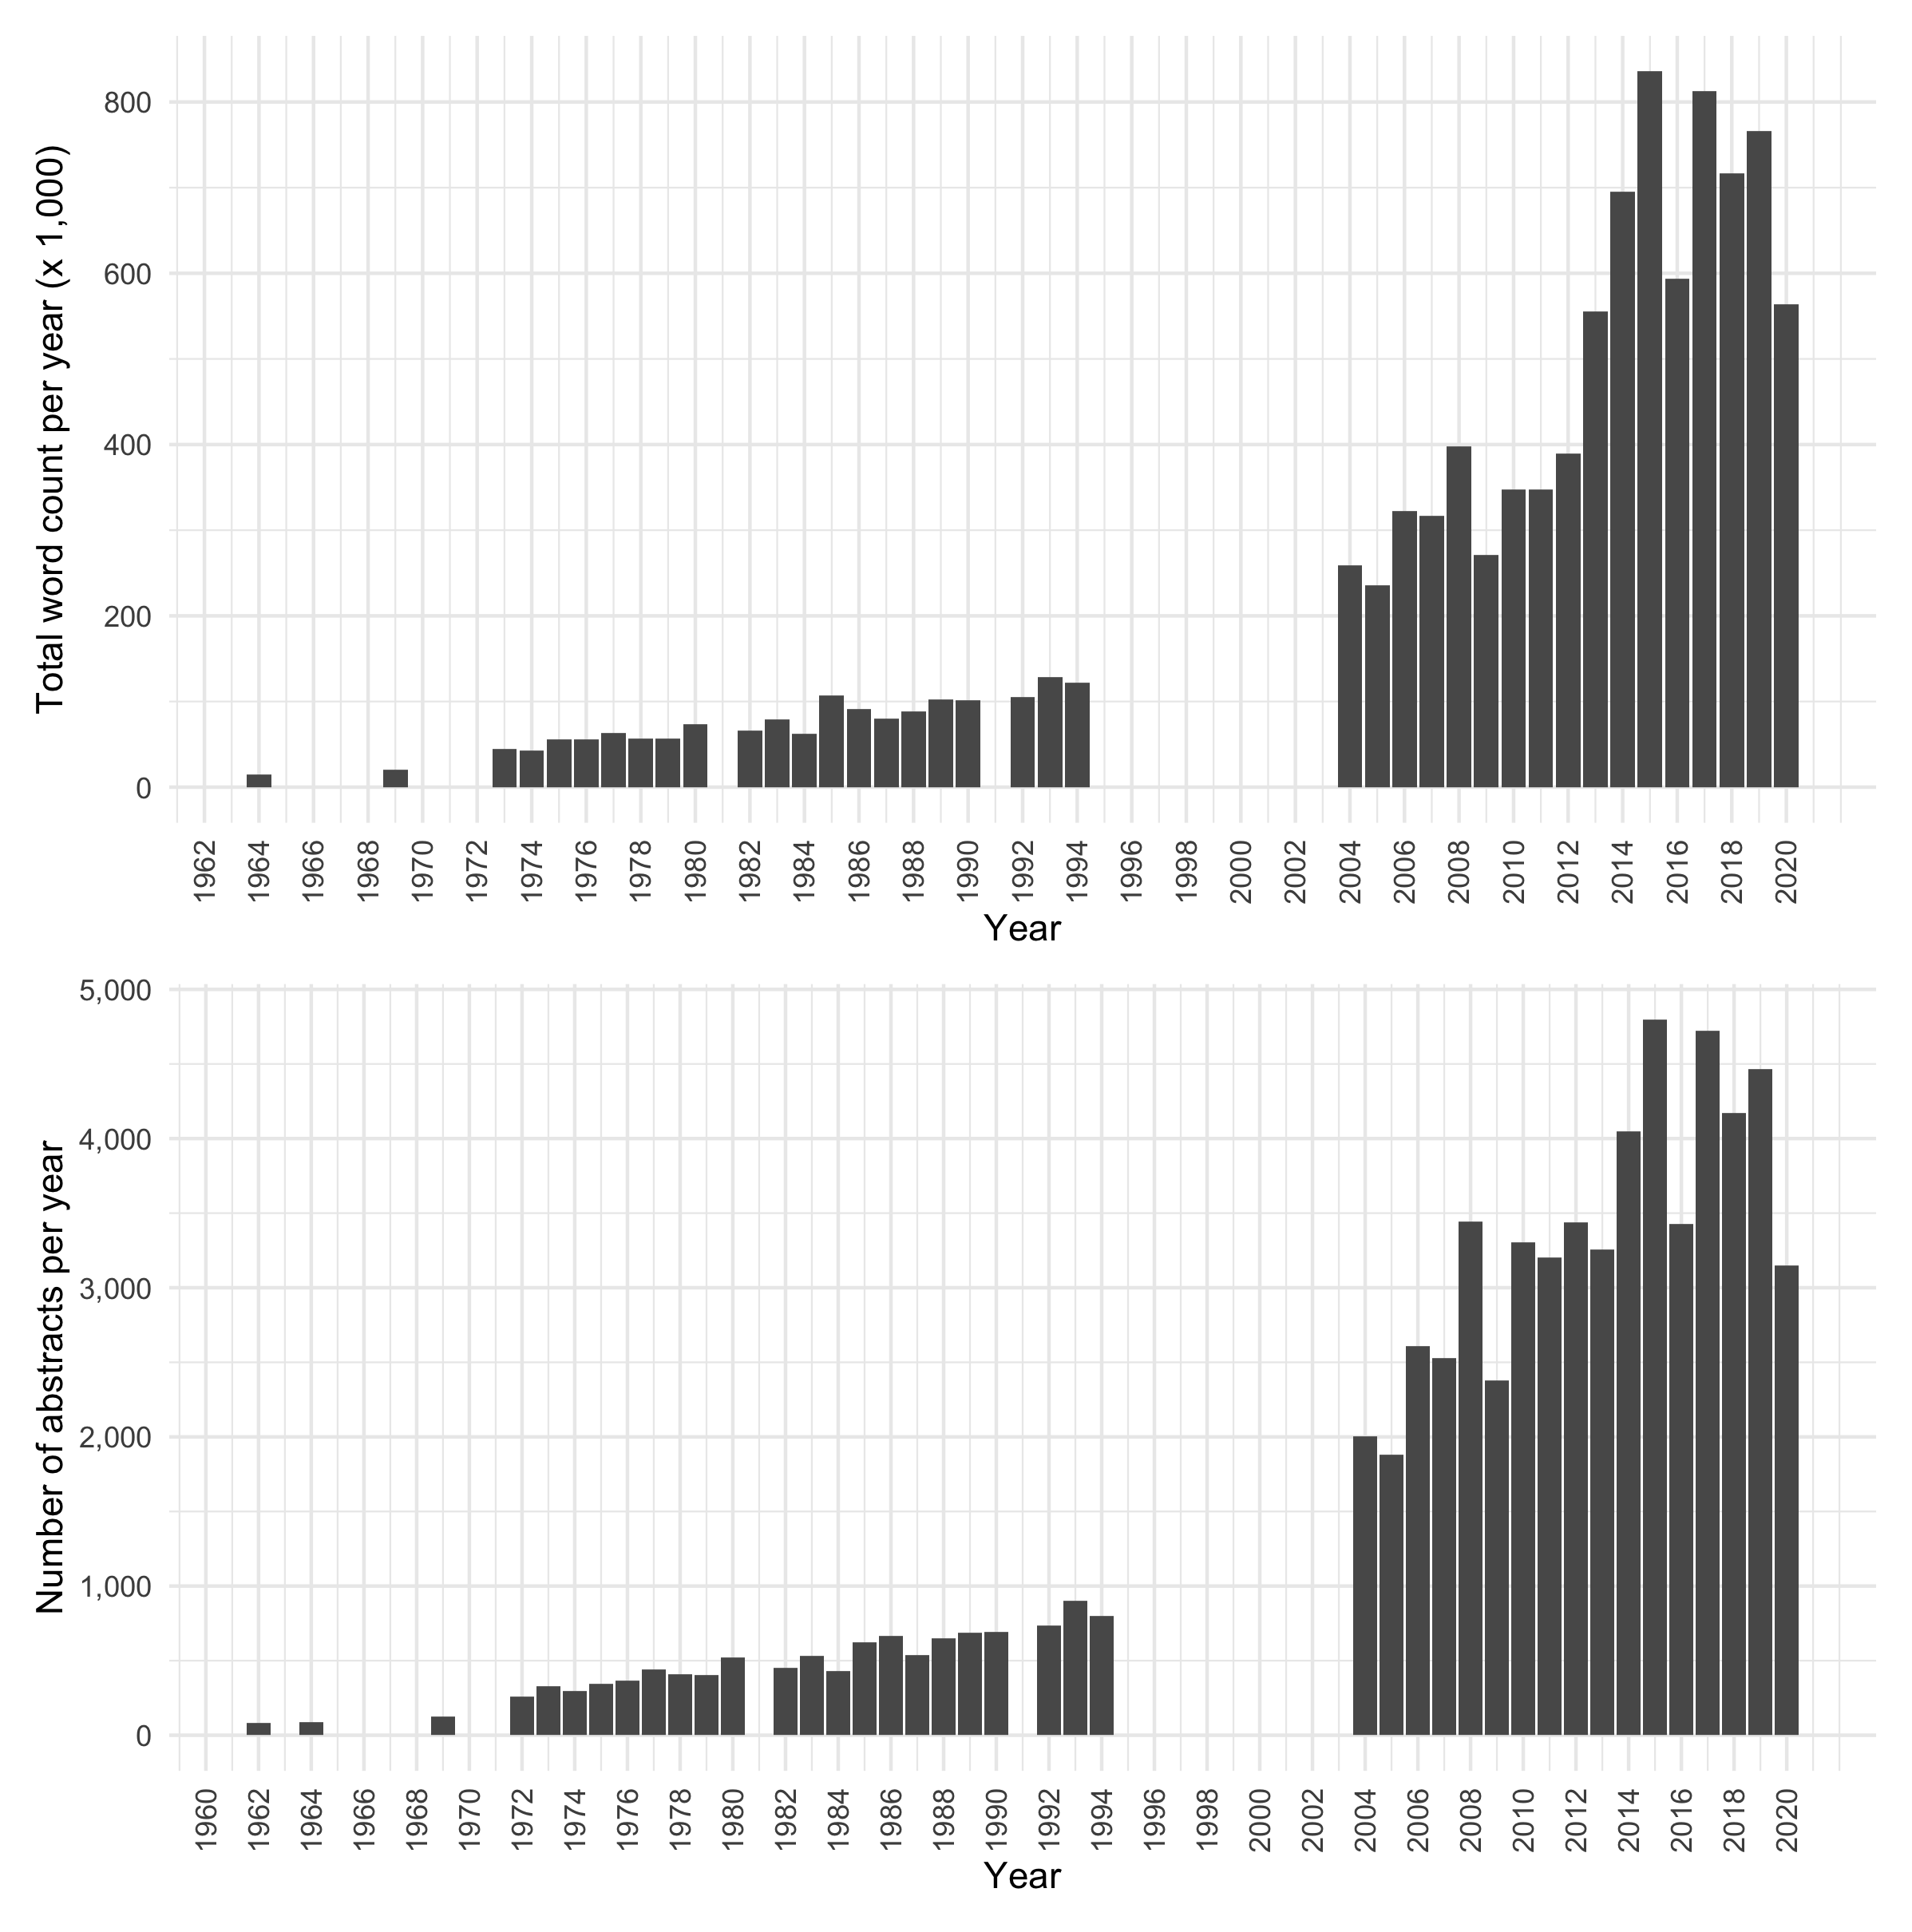 Total word count per year (x 1,000)
800
600
400
200
0
1962 1964 1966 1968 1970 1972 1974 1976 1978 1980 1982 1984 1986 1988 1990 1992 1994 1996 1998 2000 2002 2004 2006 2008 2010 2012 2014 2016 2018 2020
Year
Number of abstracts per year
5,000
4,000
3,000
2,000
1,000
0
1960 1962 1964 1966 1968 1970 1972 1974 1976 1978 1980 1982 1984 1986 1988 1990 1992 1994 1996 1998 2000 2002 2004 2006 2008 2010 2012 2014 2016 2018 2020
Year